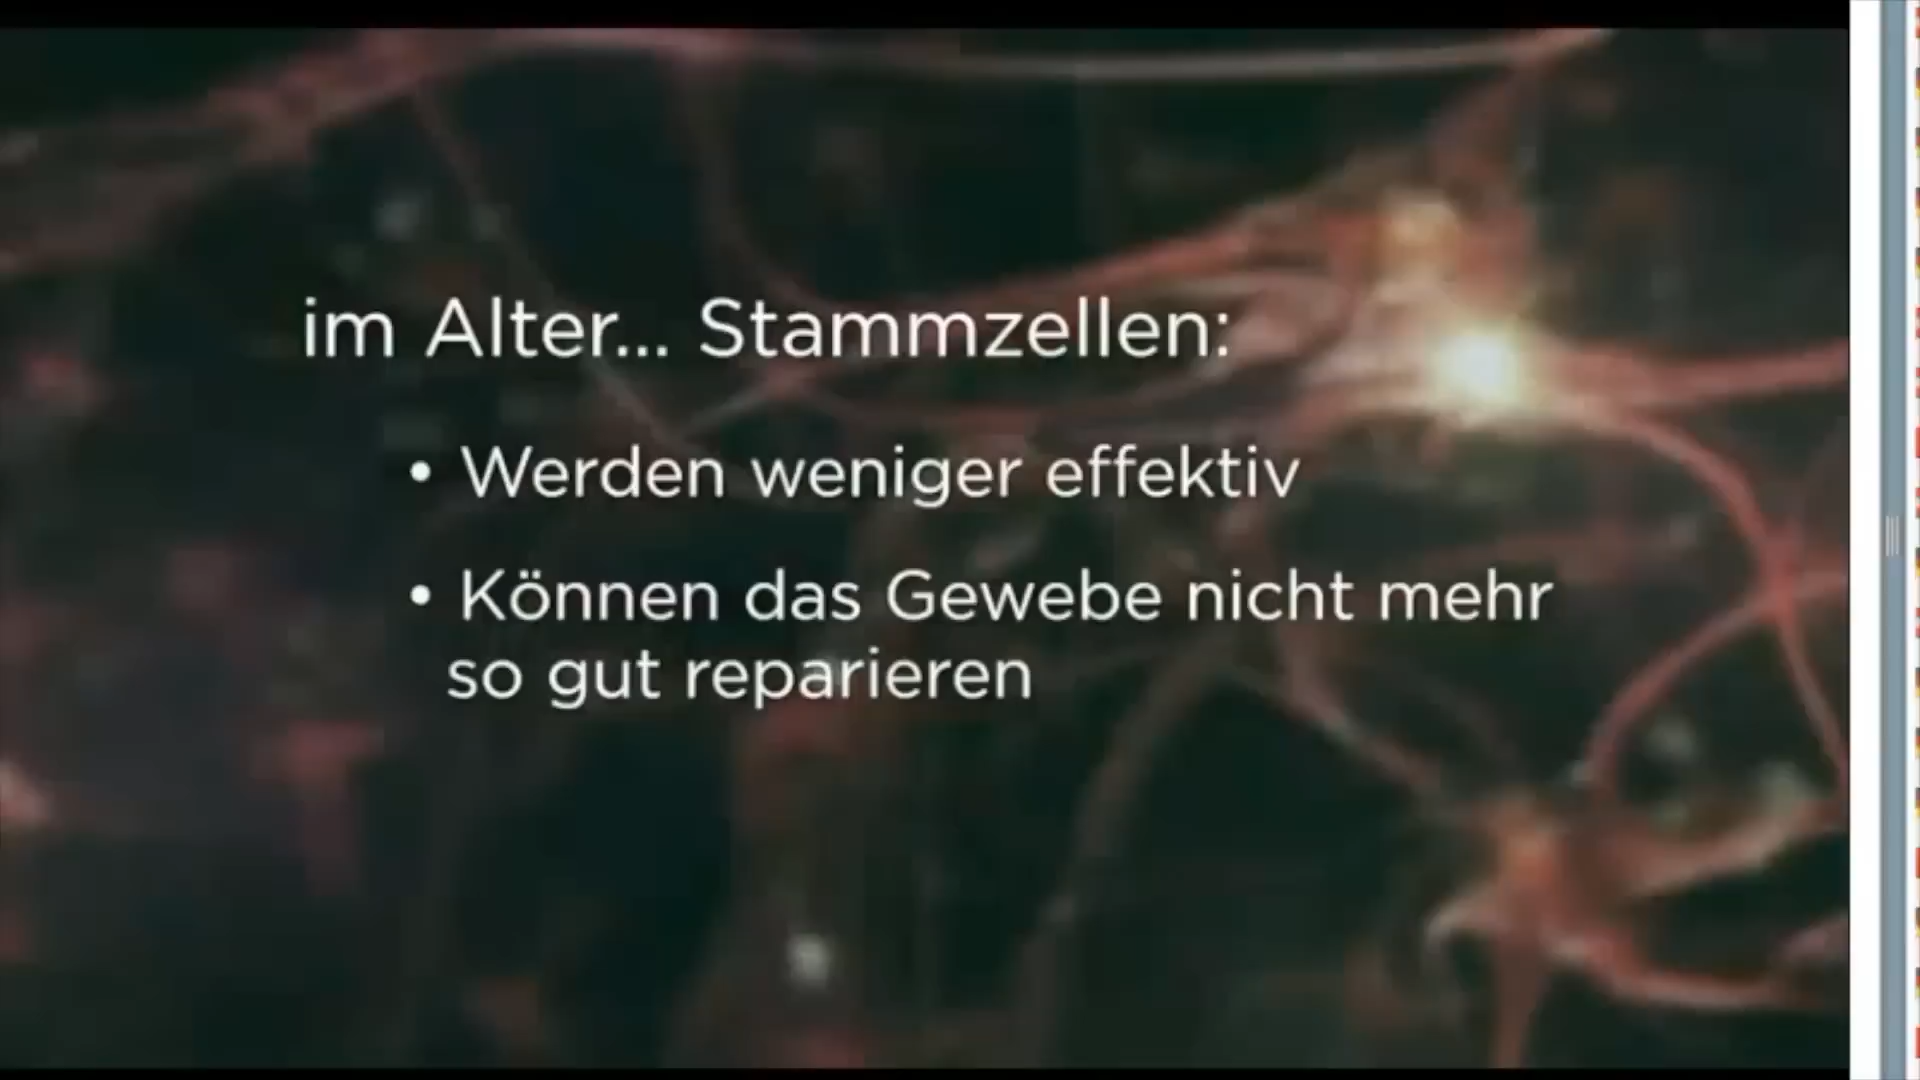 im Alter... Stammzellen:
• Werden weniger effektiv
• Können das Gewebe nicht mehr
so gut reparieren